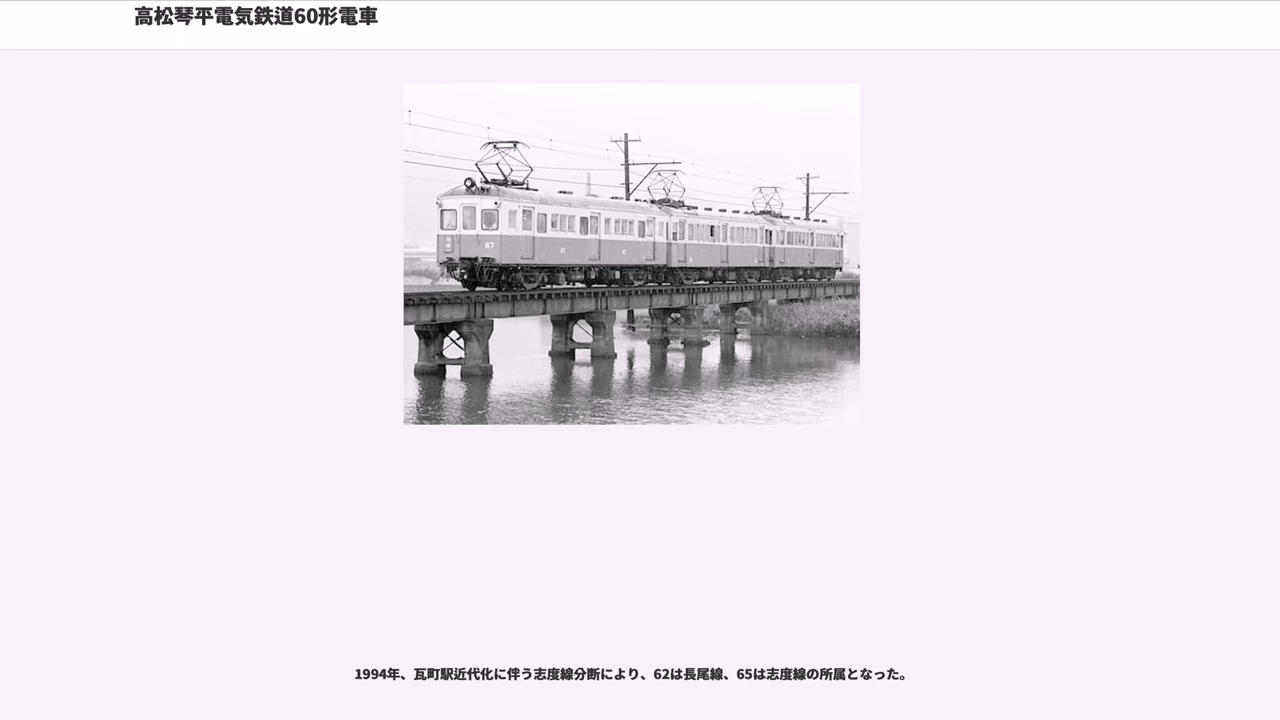 高松琴平電気鉄道60形電車
67
1994年、瓦町駅近代化に伴う志度線分断により、62は長尾線、65は志度線の所属となった。